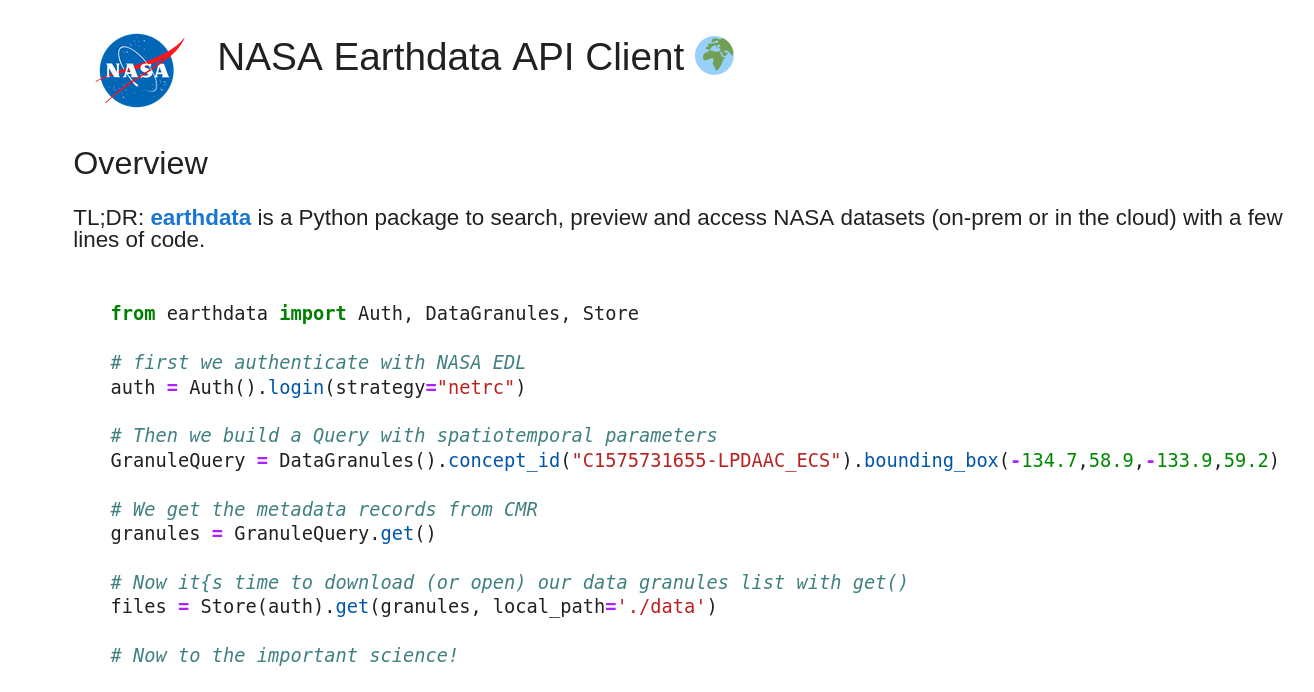 NASA
NASA Earthdata API Client
Overview
TL;DR: earthdata is a Python package to search, preview and access NASA datasets (on-prem or in the cloud) with a few
lines of code.
from earthdata import Auth, DataGranules, Store
# first we authenticate with NASA EDL
auth = Auth().login(strategy="netrc")
# Then we build a Query with spatiotemporal parameters
GranuleQuery = DataGranules().concept_id("C1575731655-LPDAAC_ECS").bounding_box(-134.7,58.9,-133.9,59.2)
# We get the metadata records from CMR
granules = GranuleQuery.get()
# Now it{s time to download (or open) our data granules list with get()
files = Store(auth).get(granules, local_path='./data')
# Now to the important science!